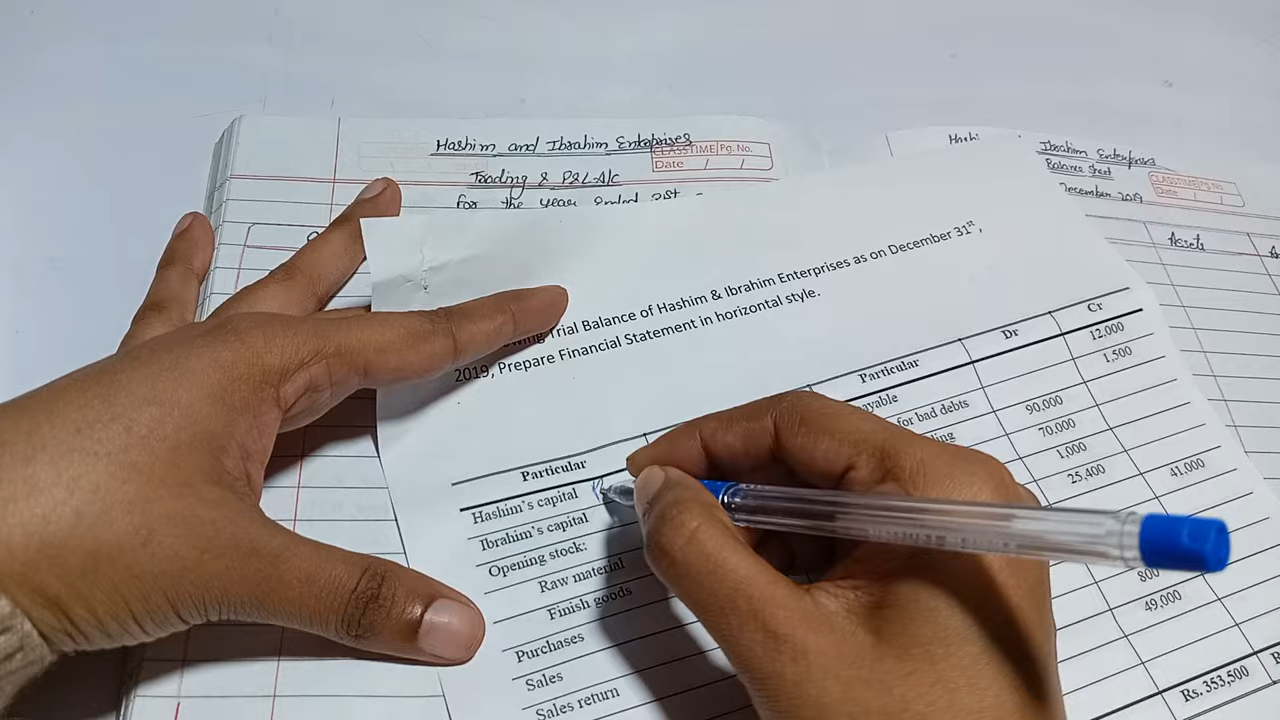 Hashim and Ibrahim Enterprises
CLASSTIME Pg. No.
Date / /
Trading & P&L A/c
for the year ended 31st
Hashi
Ibrahim Enterprises
Balance Sheet
December 2019
CLASSTIME Pg. No.
Date / /
Assets
Trial Balance of Hashim & Ibrahim Enterprises as on December 31st,
2019, Prepare Financial Statement in horizontal style.
Particular
Hashim's capital
Ibrahim's capital
Opening stock:
Raw material
Finish goods
Purchases
Sales
Sales return
Particular Dr Cr
12,000
for bad debts 1,500
90,000
70,000
1,000
25,400 41,000
800
49,000
Rs. 353,500